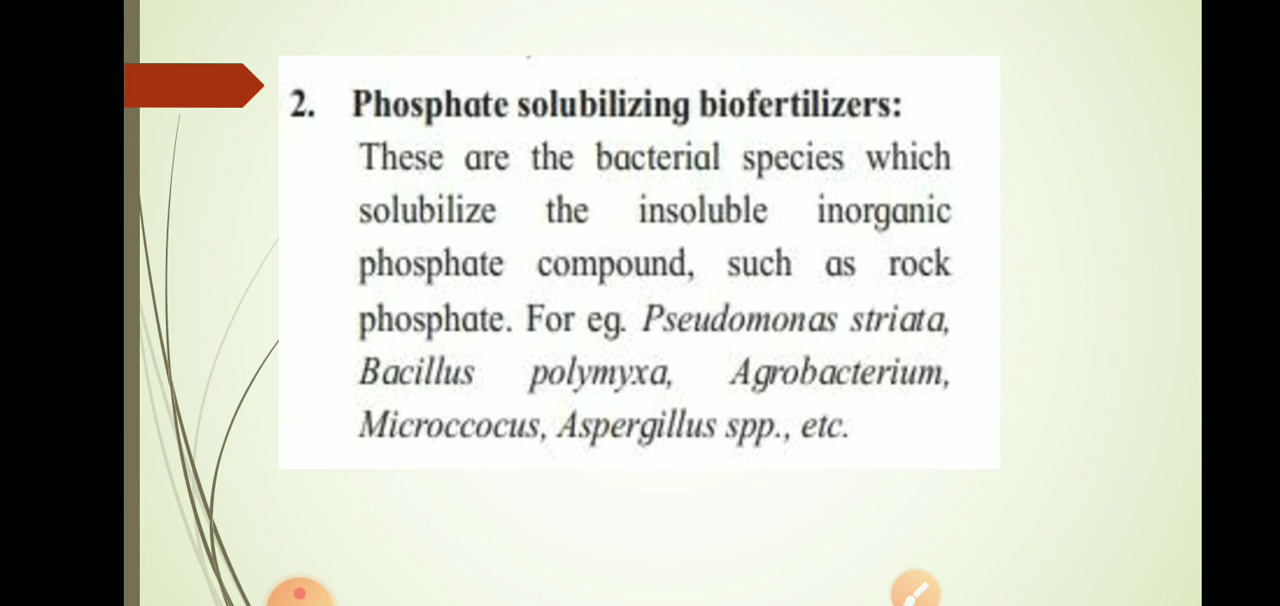 2. Phosphate solubilizing biofertilizers:
These are the bacterial species which
solubilize the insoluble inorganic
phosphate compound, such as rock
phosphate. For eg. Pseudomonas striata,
Bacillus polymyxa, Agrobacterium,
Microccocus, Aspergillus spp., etc.